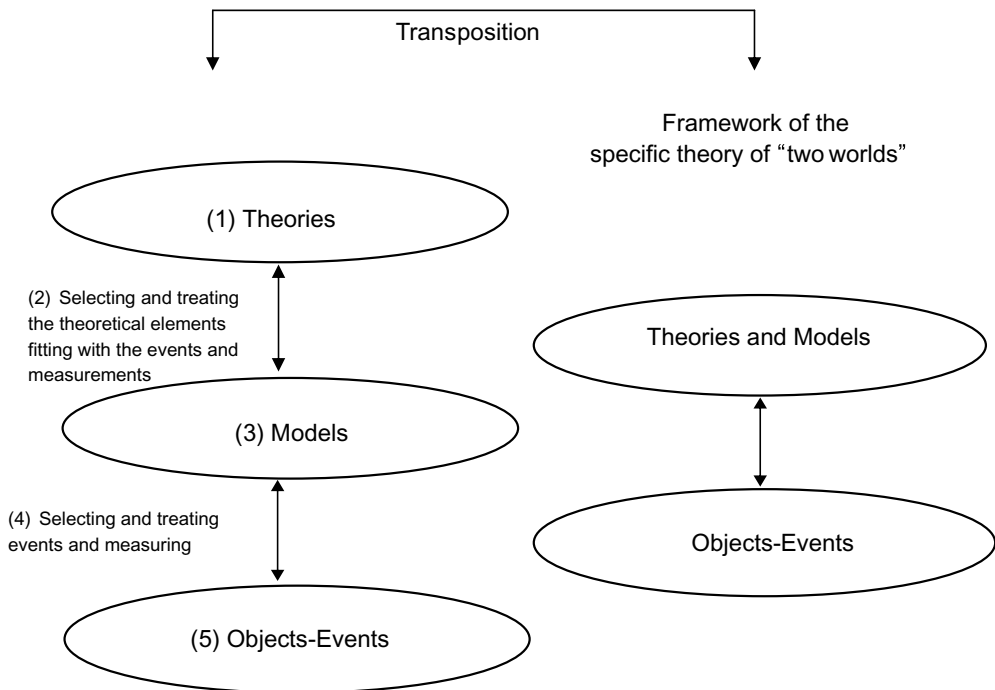 Transposition
Framework of the
specific theory of “two worlds”
(1) Theories
(2) Selecting and treating
the theoretical elements
fitting with the events and
measurements
(3) Models
(4) Selecting and treating
events and measuring
(5) Objects-Events
Theories and Models
Objects-Events